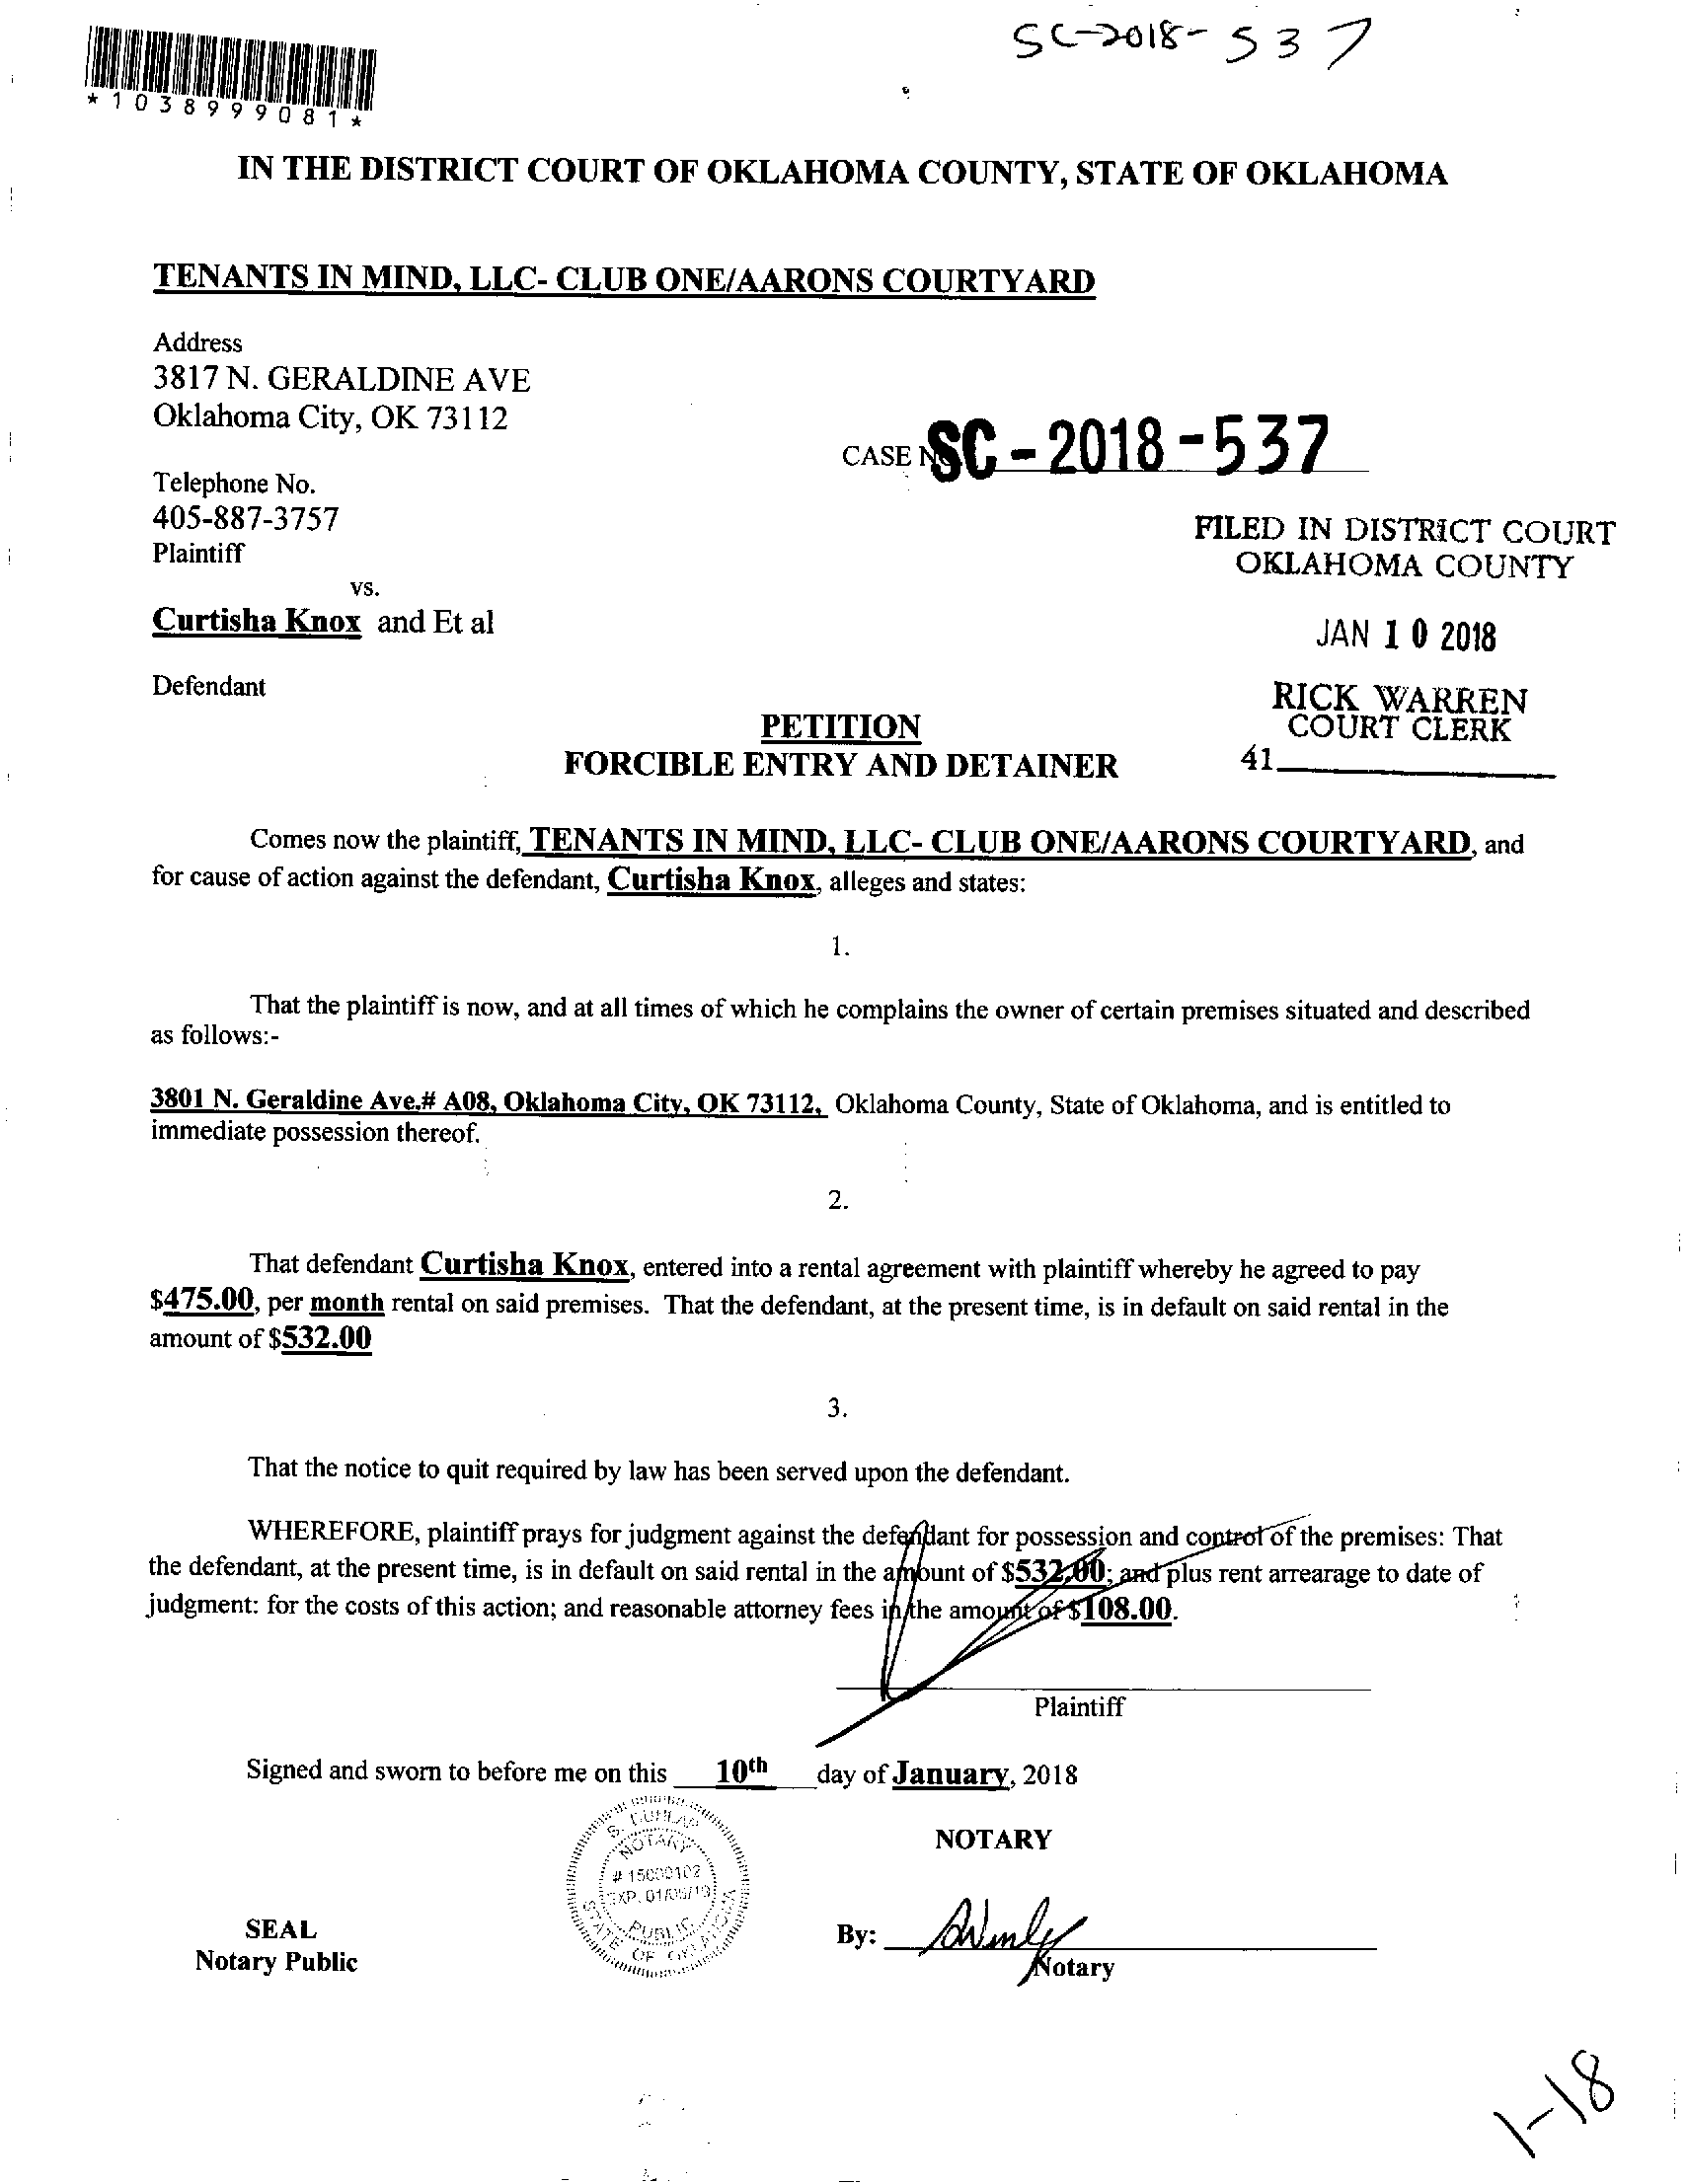 SC-2018-537
*1038999081*
IN THE DISTRICT COURT OF OKLAHOMA COUNTY, STATE OF OKLAHOMA
TENANTS IN MIND, LLC- CLUB ONE/AARONS COURTYARD
Address
3817 N. GERALDINE AVE
Oklahoma City, OK 73112
CASE NO. SC-2018-537
Telephone No.
405-887-3757
Plaintiff
FILED IN DISTRICT COURT
OKLAHOMA COUNTY
vs.
Curtisha Knox and Et al
JAN 10 2018
Defendant
RICK WARREN
COURT CLERK
41
PETITION
FORCIBLE ENTRY AND DETAINER
Comes now the plaintiff, TENANTS IN MIND, LLC- CLUB ONE/AARONS COURTYARD, and
for cause of action against the defendant, Curtisha Knox, alleges and states:
1.
That the plaintiff is now, and at all times of which he complains the owner of certain premises situated and described
as follows:-
3801 N. Geraldine Ave.# A08, Oklahoma City, OK 73112, Oklahoma County, State of Oklahoma, and is entitled to
immediate possession thereof.
2.
That defendant Curtisha Knox, entered into a rental agreement with plaintiff whereby he agreed to pay
$475.00, per month rental on said premises. That the defendant, at the present time, is in default on said rental in the
amount of $532.00
3.
That the notice to quit required by law has been served upon the defendant.
WHEREFORE, plaintiff prays for judgment against the defendant for possession and control of the premises: That
the defendant, at the present time, is in default on said rental in the amount of $532.00; and plus rent arrearage to date of
judgment: for the costs of this action; and reasonable attorney fees in the amount of $108.00.
Plaintiff
Signed and sworn to before me on this 10th day of January, 2018
S. DUNLAP
NOTARY
# 15000102
EXP. 01/05/19
PUBLIC
STATE OF OKLAHOMA
NOTARY
SEAL
Notary Public
By:
Notary
1-18